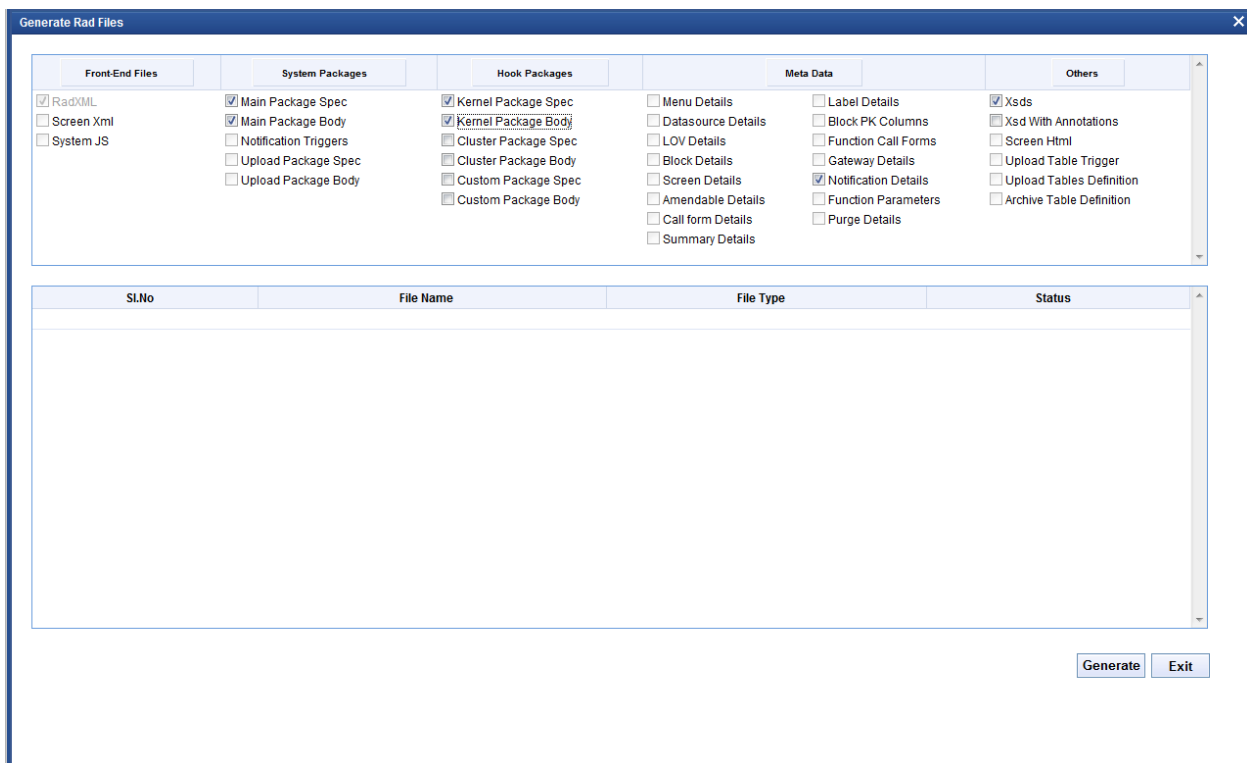 Generate Rad Files
Front-End Files System Packages Hook Packages Meta Data Others
RadXML Main Package Spec Kernel Package Spec Menu Details Label Details Xsds
Screen Xml Main Package Body Kernel Package Body Datasource Details Block PK Columns Xsd With Annotations
System JS Notification Triggers Cluster Package Spec LOV Details Function Call Forms Screen Html
Upload Package Spec Cluster Package Body Block Details Gateway Details Upload Table Trigger
Upload Package Body Custom Package Spec Screen Details Notification Details Upload Tables Definition
Custom Package Body Amendable Details Function Parameters Archive Table Definition
Call form Details Purge Details
Summary Details
Sl.No File Name File Type Status
Generate Exit